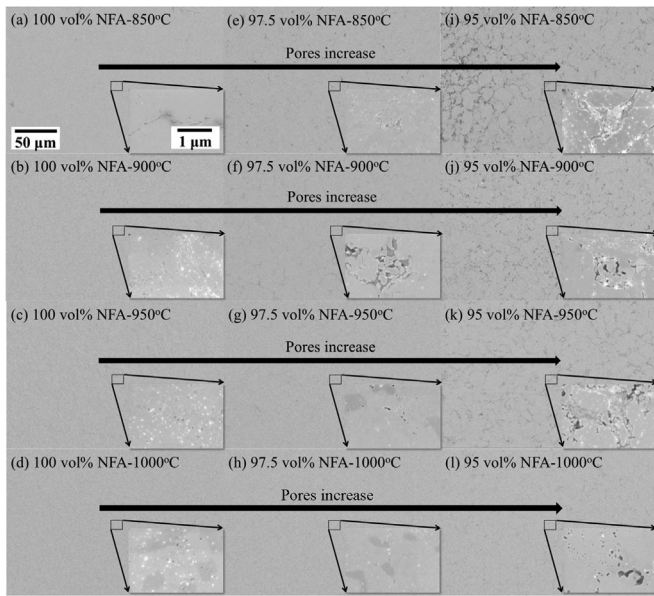 (a) 100 vol% NFA-850°C (e) 97.5 vol% NFA-850°C (i) 95 vol% NFA-850°C
Pores increase
50 µm 1 µm
(b) 100 vol% NFA-900°C (f) 97.5 vol% NFA-900°C (j) 95 vol% NFA-900°C
Pores increase
(c) 100 vol% NFA-950°C (g) 97.5 vol% NFA-950°C (k) 95 vol% NFA-950°C
Pores increase
(d) 100 vol% NFA-1000°C (h) 97.5 vol% NFA-1000°C (l) 95 vol% NFA-1000°C
Pores increase